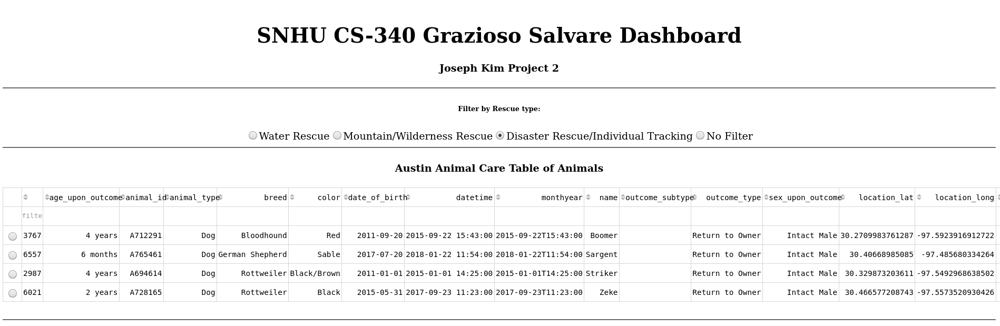 SNHU CS-340 Grazioso Salvare Dashboard
Joseph Kim Project 2
Filter by Rescue type:
Water Rescue Mountain/Wilderness Rescue Disaster Rescue/Individual Tracking No Filter
Austin Animal Care Table of Animals
age_upon_outcome animal_id animal_type breed color date_of_birth datetime monthyear name outcome_subtype outcome_type sex_upon_outcome location_lat location_long
filte
3767 4 years A712291 Dog Bloodhound Red 2011-09-20 2015-09-22 15:43:00 2015-09-22T15:43:00 Boomer Return to Owner Intact Male 30.2709983761287 -97.5923916912722
6557 6 months A765461 Dog German Shepherd Sable 2017-07-20 2018-01-22 11:54:00 2018-01-22T11:54:00 Sargent Return to Owner Intact Male 30.40668985085 -97.485680334264
2987 4 years A694614 Dog Rottweiler Black/Brown 2011-01-01 2015-01-01 14:25:00 2015-01-01T14:25:00 Striker Return to Owner Intact Male 30.329873203611 -97.5492968638502
6021 2 years A728165 Dog Rottweiler Black 2015-05-31 2017-09-23 11:23:00 2017-09-23T11:23:00 Zeke Return to Owner Intact Male 30.466577208743 -97.5573520930426